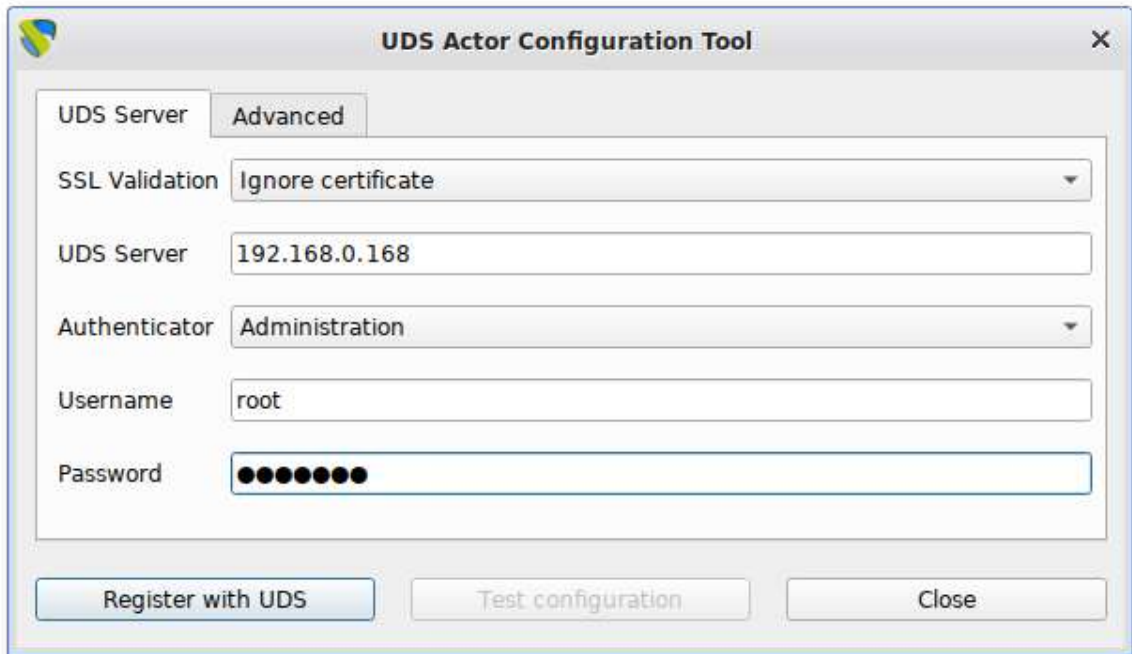 UDS Actor Configuration Tool
UDS Server Advanced
SSL Validation Ignore certificate
UDS Server 192.168.0.168
Authenticator Administration
Username root
Password ●●●●●●●
Register with UDS Test configuration Close